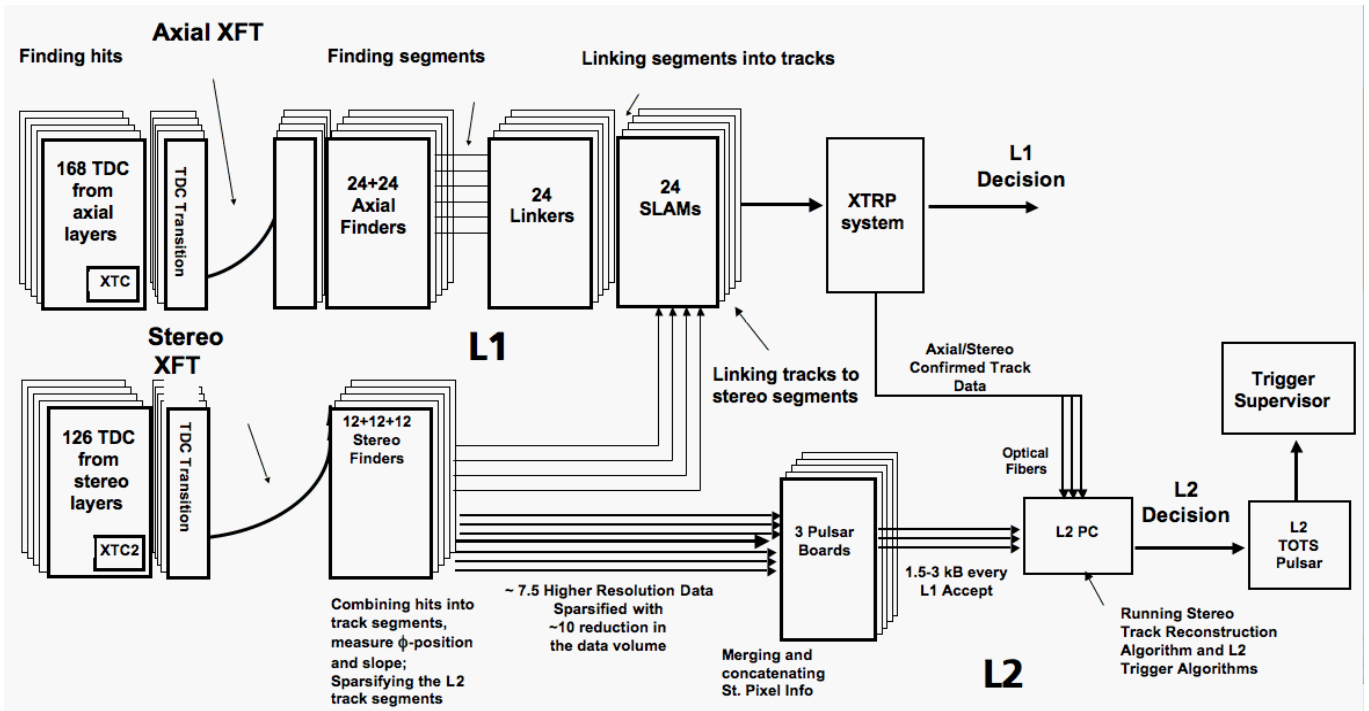 Axial XFT
Finding hits
Finding segments
Linking segments into tracks
168 TDC
from
axial
layers
XTC
TDC Transition
24+24
Axial
Finders
24
Linkers
24
SLAMs
XTRP
system
L1
Decision
Stereo
XFT
L1
126 TDC
from
stereo
layers
XTC2
TDC Transition
12+12+12
Stereo
Finders
Linking tracks to
stereo segments
Axial/Stereo
Confirmed Track
Data
Optical
Fibers
Trigger
Supervisor
3 Pulsar
Boards
L2 PC
L2
Decision
L2
TOTS
Pulsar
1.5-3 kB every
L1 Accept
~ 7.5 Higher Resolution Data
Sparsified with
~10 reduction in
the data volume
Combining hits into
track segments,
measure ϕ-position
and slope;
Sparsifying the L2
track segments
Merging and
concatenating
St. Pixel Info
L2
Running Stereo
Track Reconstruction
Algorithm and L2
Trigger Algorithms